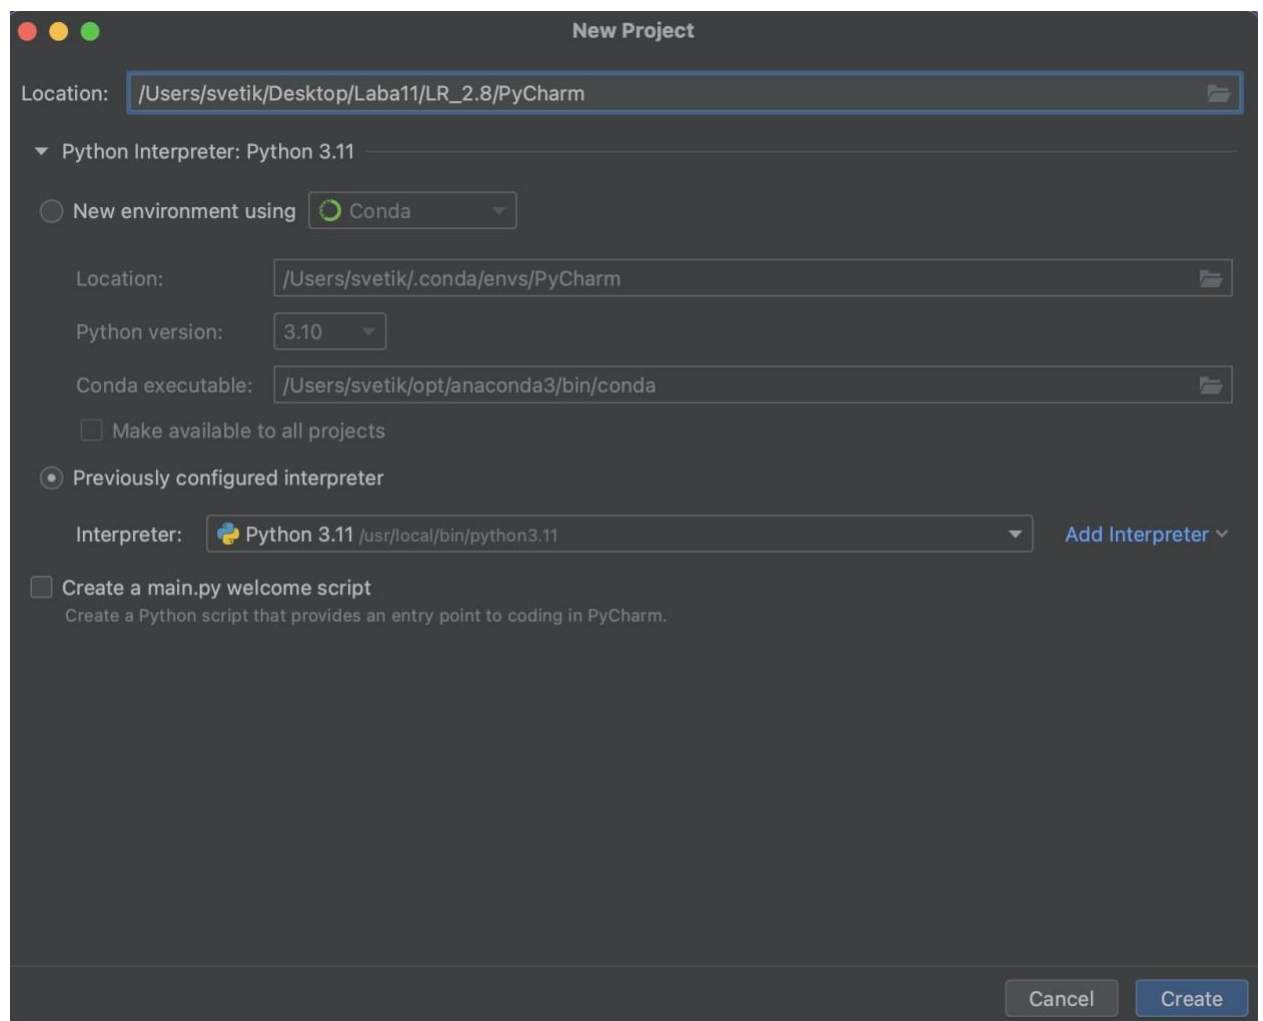 New Project
Location: /Users/svetik/Desktop/Laba11/LR_2.8/PyCharm
Python Interpreter: Python 3.11
New environment using Conda
Location: /Users/svetik/.conda/envs/PyCharm
Python version: 3.10
Conda executable: /Users/svetik/opt/anaconda3/bin/conda
Make available to all projects
Previously configured interpreter
Interpreter: Python 3.11 /usr/local/bin/python3.11 Add Interpreter
Create a main.py welcome script
Create a Python script that provides an entry point to coding in PyCharm.
Cancel Create